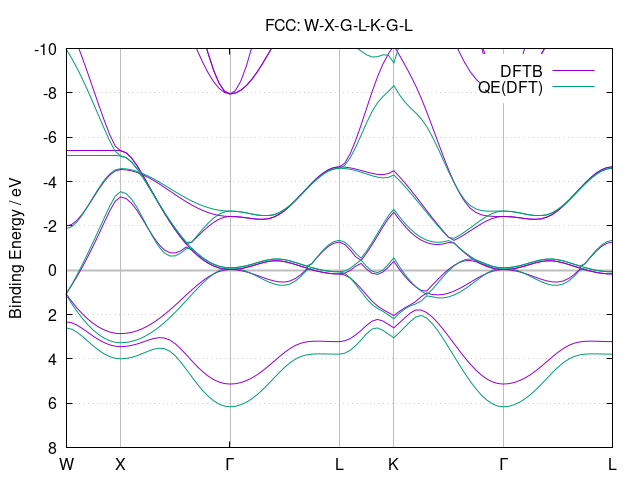 FCC: W-X-G-L-K-G-L
DFTB
QE(DFT)
Binding Energy / eV
-10
-8
-6
-4
-2
0
2
4
6
8
W X Γ L K Γ L